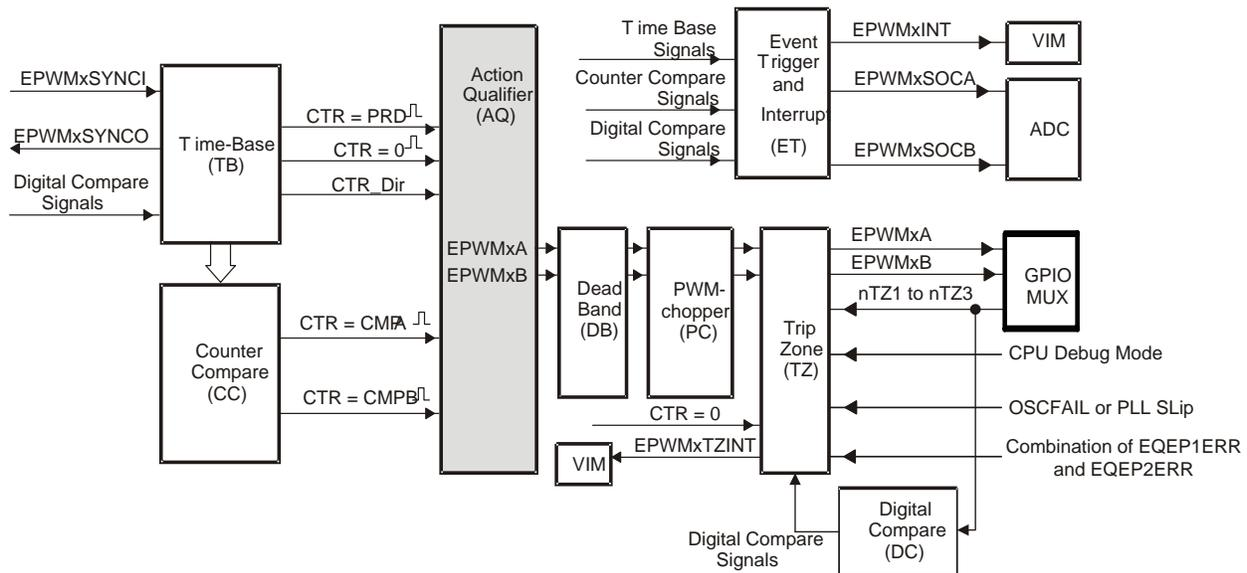 EPWMxSYNCI
EPWMxSYNCO
Digital Compare
Signals
Time-Base
(TB)
CTR = PRD
CTR = 0
CTR_Dir
Counter
Compare
(CC)
CTR = CMPA
CTR = CMPB
Action
Qualifier
(AQ)
EPWMxA
EPWMxB
Time Base
Signals
Counter Compare
Signals
Digital Compare
Signals
Event
Trigger
and
Interrupt
(ET)
EPWMxINT
EPWMxSOCA
EPWMxSOCB
VIM
ADC
Dead
Band
(DB)
PWM-
chopper
(PC)
Trip
Zone
(TZ)
EPWMxA
EPWMxB
nTZ1 to nTZ3
GPIO
MUX
CPU Debug Mode
OSCFAIL or PLL SLip
Combination of EQEP1ERR
and EQEP2ERR
CTR = 0
EPWMxTZINT
VIM
Digital Compare
Signals
Digital
Compare
(DC)